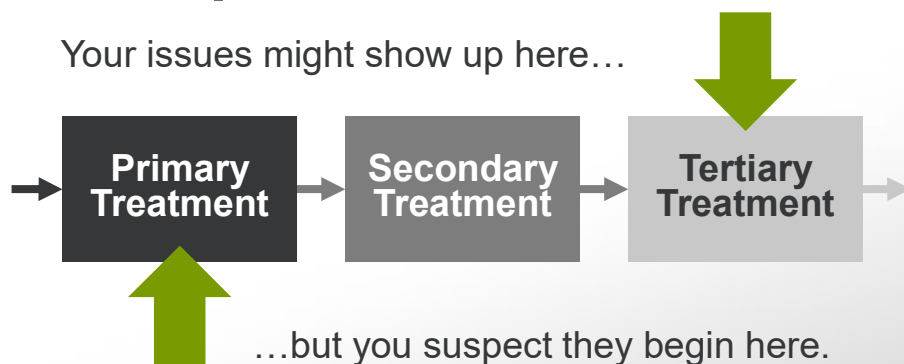 Your issues might show up here…
Primary
Treatment
Secondary
Treatment
Tertiary
Treatment
…but you suspect they begin here.